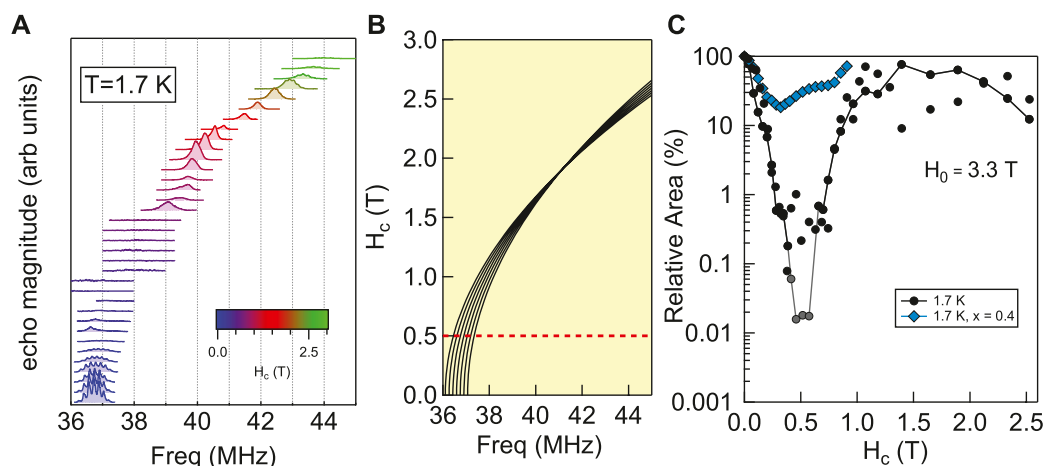 A
T=1.7 K
echo magnitude (arb units)
0.0
2.5
H_c (T)
36
38
40
42
44
Freq (MHz)
B
3.0
2.5
2.0
1.5
1.0
0.5
0.0
H_c (T)
36
38
40
42
44
Freq (MHz)
C
100
10
1
0.1
0.01
0.001
Relative Area (%)
H_0 = 3.3 T
1.7 K
1.7 K, x = 0.4
0.0
0.5
1.0
1.5
2.0
2.5
H_c (T)